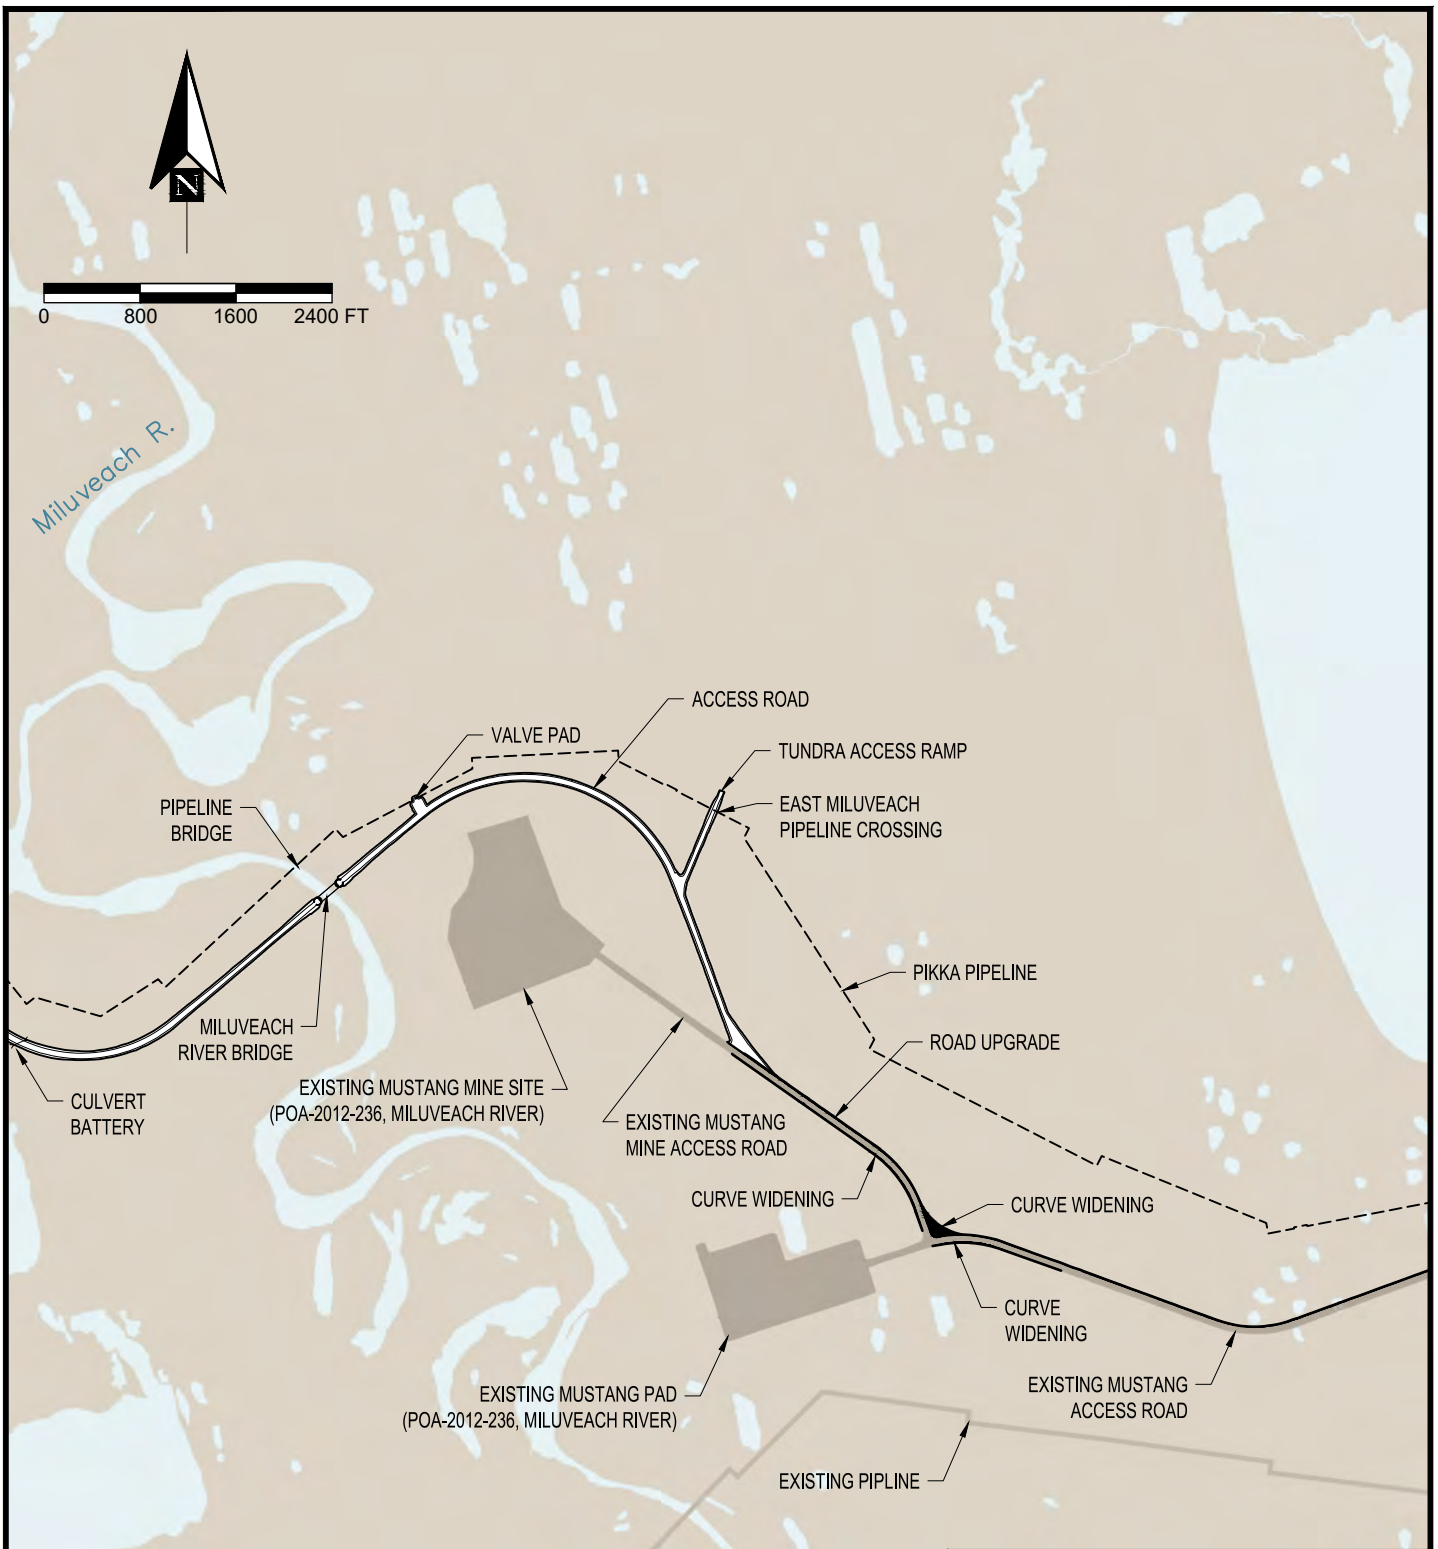 N
0 800 1600 2400 FT
Miluveach R.
ACCESS ROAD
VALVE PAD
TUNDRA ACCESS RAMP
PIPELINE
BRIDGE
EAST MILUVEACH
PIPELINE CROSSING
PIKKA PIPELINE
MILUVEACH
RIVER BRIDGE
ROAD UPGRADE
CULVERT
BATTERY
EXISTING MUSTANG MINE SITE
(POA-2012-236, MILUVEACH RIVER)
EXISTING MUSTANG
MINE ACCESS ROAD
CURVE WIDENING
CURVE WIDENING
CURVE
WIDENING
EXISTING MUSTANG PAD
(POA-2012-236, MILUVEACH RIVER)
EXISTING MUSTANG
ACCESS ROAD
EXISTING PIPLINE